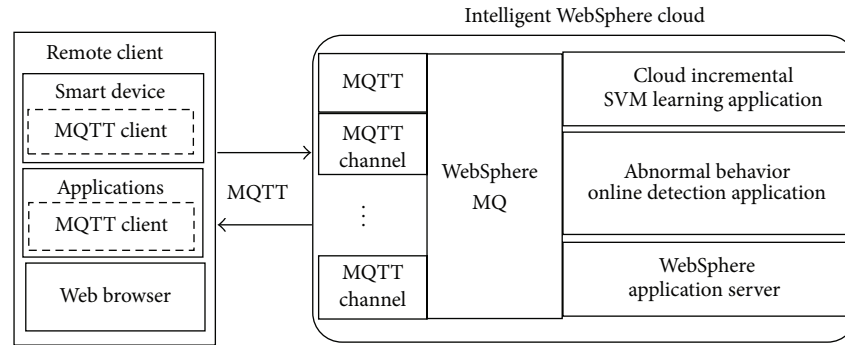 Intelligent WebSphere cloud
Remote client
Smart device
MQTT client
Applications
MQTT client
Web browser
MQTT
MQTT
MQTT
channel
⋮
MQTT
channel
WebSphere
MQ
Cloud incremental
SVM learning application
Abnormal behavior
online detection application
WebSphere
application server